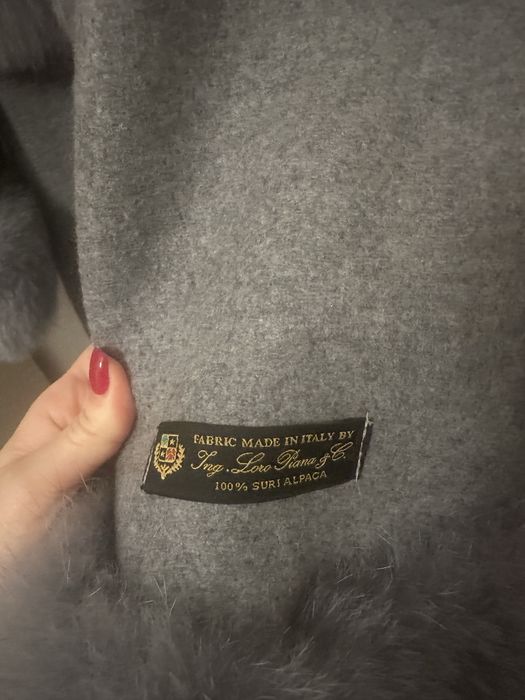 FABRIC MADE IN ITALY BY
Ing. Loro Piana & C.
100% SURI ALPACA